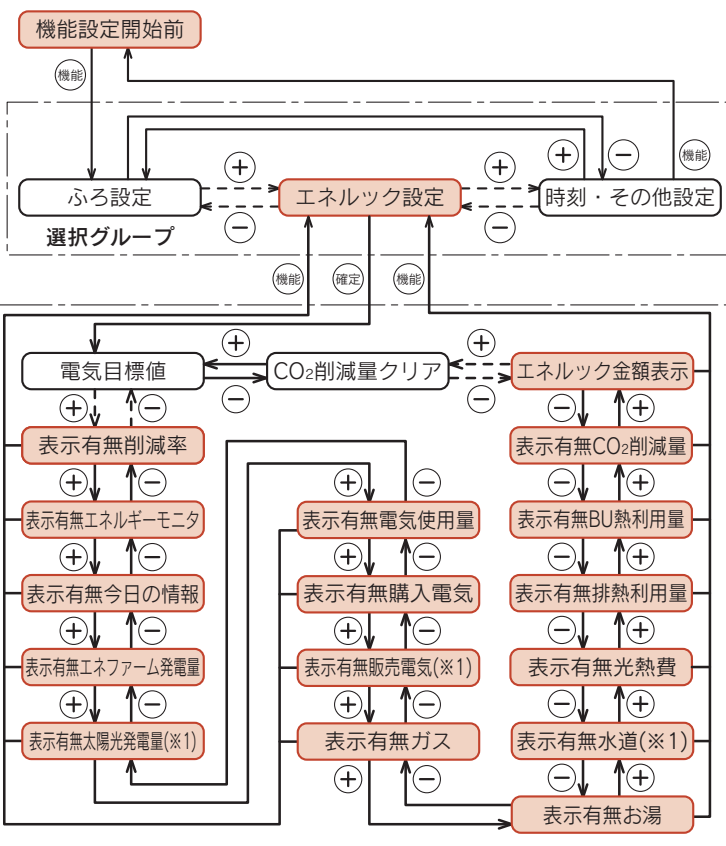 機能設定開始前
機能
＋ － 機能
＋ ＋
ふろ設定 エネルック設定 時刻・その他設定
－ －
選択グループ
機能 確定 機能
＋ ＋
電気目標値 CO₂削減量クリア エネルック金額表示
－ －
＋ － － ＋
表示有無削減率 表示有無CO₂削減量
＋ － － － ＋
表示有無エネルギーモニタ 表示有無電気使用量 表示有無BU熱利用量
＋ － ＋ － － ＋
表示有無今日の情報 表示有無購入電気 表示有無排熱利用量
＋ － ＋ － － ＋
表示有無エネファーム発電量 表示有無販売電気(※1) 表示有無光熱費
＋ － ＋ － － ＋
表示有無太陽光発電量(※1) 表示有無ガス 表示有無水道(※1)
＋ － － ＋
表示有無お湯